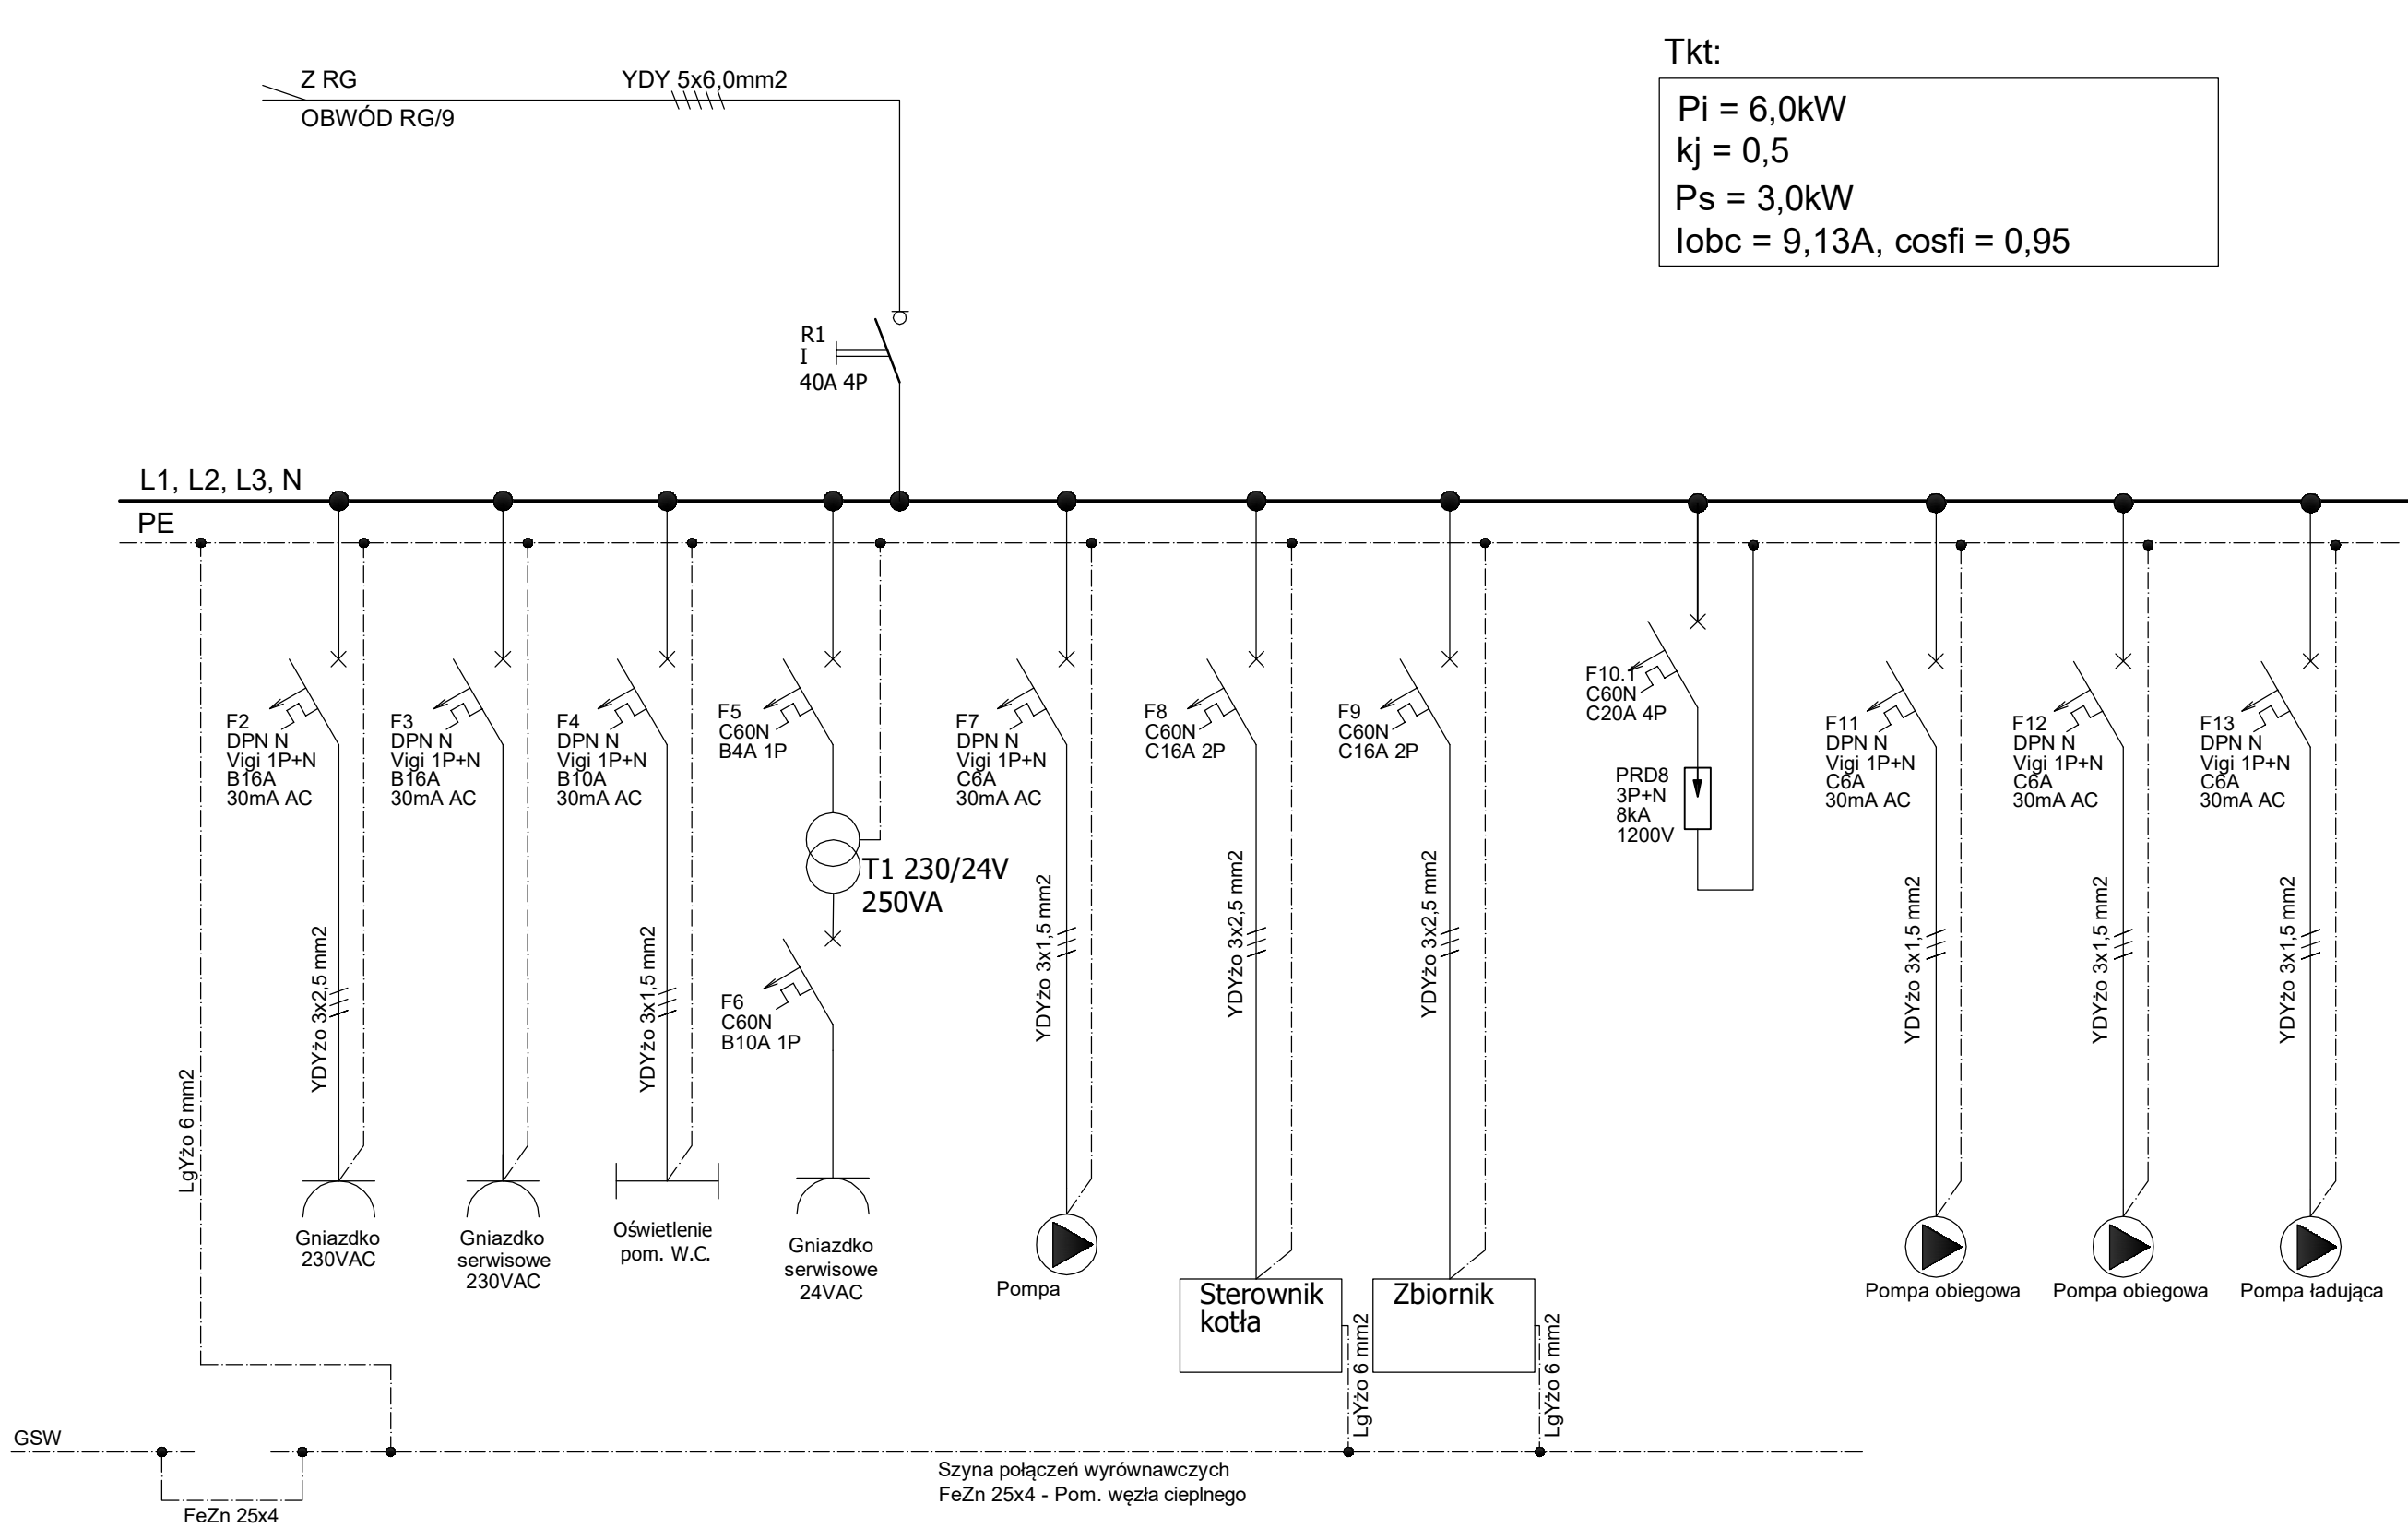 Tkt:
Pi = 6,0kW
kj = 0,5
Ps = 3,0kW
Iobc = 9,13A, cosfi = 0,95
Z RG
OBWÓD RG/9
YDY 5x6,0mm2
R1
I
40A 4P
L1, L2, L3, N
PE
F2
DPN N
Vigi 1P+N
B16A
30mA AC
F3
DPN N
Vigi 1P+N
B16A
30mA AC
F4
DPN N
Vigi 1P+N
B10A
30mA AC
F5
C60N
B4A 1P
F7
DPN N
Vigi 1P+N
C6A
30mA AC
F8
C60N
C16A 2P
F9
C60N
C16A 2P
F10.1
C60N
C20A 4P
PRD8
3P+N
8kA
1200V
F11
DPN N
Vigi 1P+N
C6A
30mA AC
F12
DPN N
Vigi 1P+N
C6A
30mA AC
F13
DPN N
Vigi 1P+N
C6A
30mA AC
T1 230/24V
250VA
F6
C60N
B10A 1P
LgYżo 6 mm2
YDYżo 3x2,5 mm2
YDYżo 3x1,5 mm2
YDYżo 3x1,5 mm2
YDYżo 3x2,5 mm2
YDYżo 3x2,5 mm2
YDYżo 3x1,5 mm2
YDYżo 3x1,5 mm2
YDYżo 3x1,5 mm2
Gniazdko
230VAC
Gniazdko
serwisowe
230VAC
Oświetlenie
pom. W.C.
Gniazdko
serwisowe
24VAC
Pompa
Sterownik
kotła
Zbiornik
Pompa obiegowa
Pompa obiegowa
Pompa ładująca
LgYżo 6 mm2
LgYżo 6 mm2
GSW
FeZn 25x4
Szyna połączeń wyrównawczych
FeZn 25x4 - Pom. węzła cieplnego